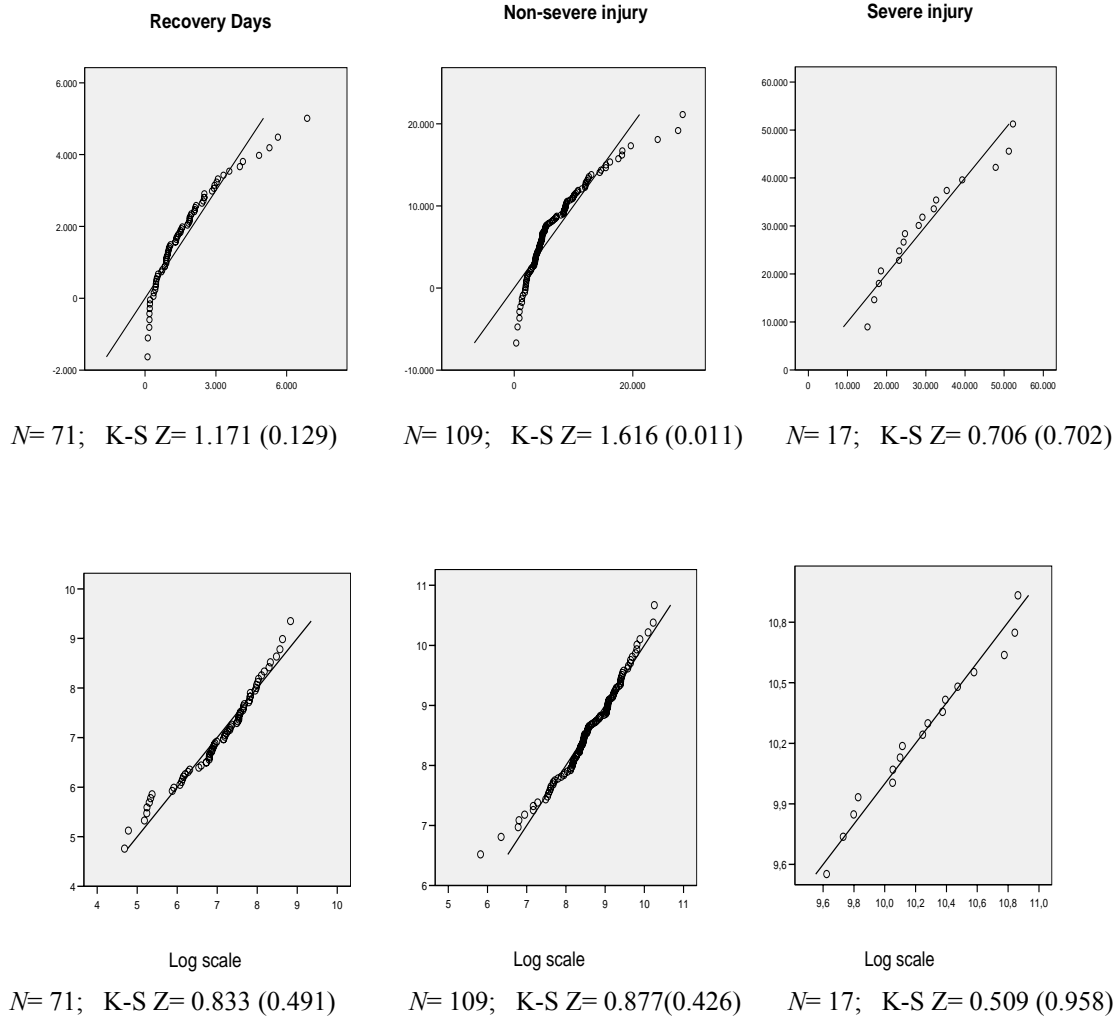 Recovery Days
Non-severe injury
Severe injury
6.000
4.000
2.000
0
-2.000
0 3.000 6.000
20.000
10.000
0
-10.000
0 20.000
60.000
50.000
40.000
30.000
20.000
10.000
0
0 10.000 20.000 30.000 40.000 50.000 60.000
N= 71; K-S Z= 1.171 (0.129)
N= 109; K-S Z= 1.616 (0.011)
N= 17; K-S Z= 0.706 (0.702)
10
9
8
7
6
5
4
4 5 6 7 8 9 10
11
10
9
8
7
6
5 6 7 8 9 10 11
10,8
10,5
10,2
9,9
9,6
9,6 9,8 10,0 10,2 10,4 10,6 10,8 11,0
Log scale
Log scale
Log scale
N= 71; K-S Z= 0.833 (0.491)
N= 109; K-S Z= 0.877(0.426)
N= 17; K-S Z= 0.509 (0.958)